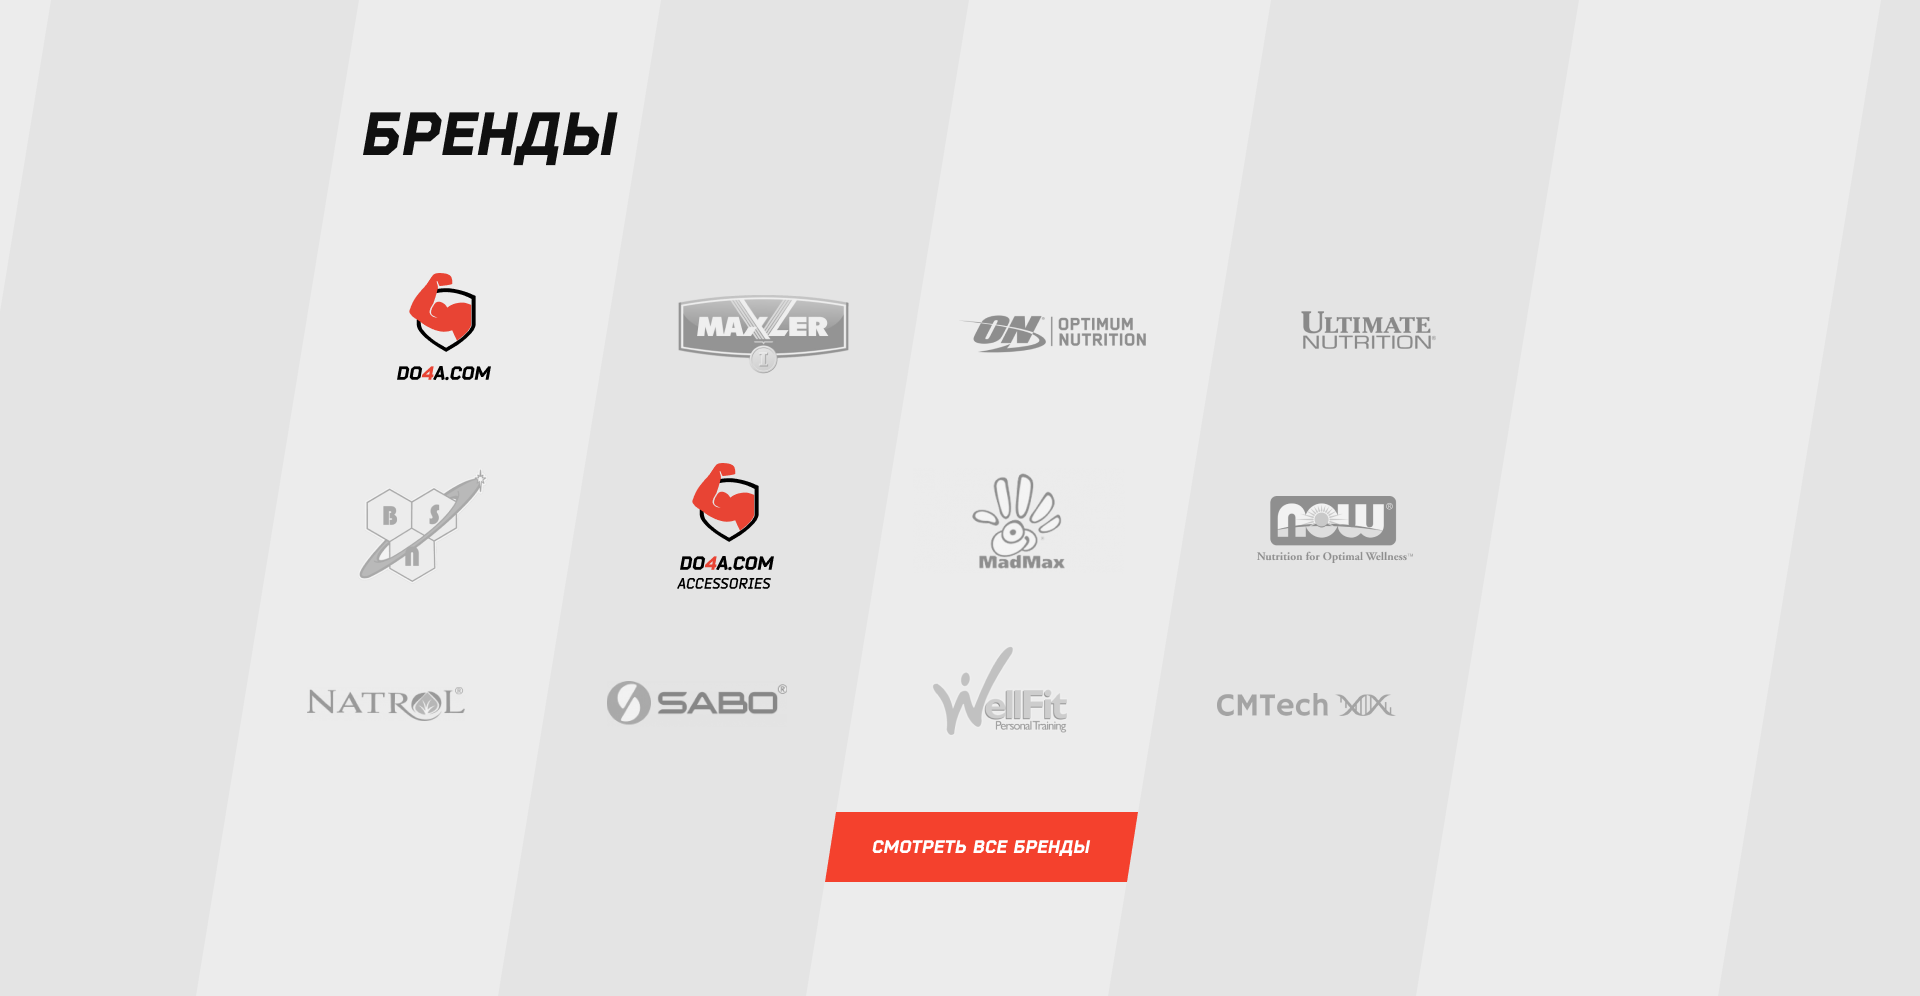 БРЕНДЫ
DO4A.COM
MAXLER
1
ON OPTIMUM
NUTRITION
ULTIMATE
NUTRITION®
B S
n
DO4A.COM
ACCESSORIES
MadMax
NOW®
Nutrition for Optimal Wellness™
NATROL®
SABO®
WellFit
Personal Training
CMTech
СМОТРЕТЬ ВСЕ БРЕНДЫ